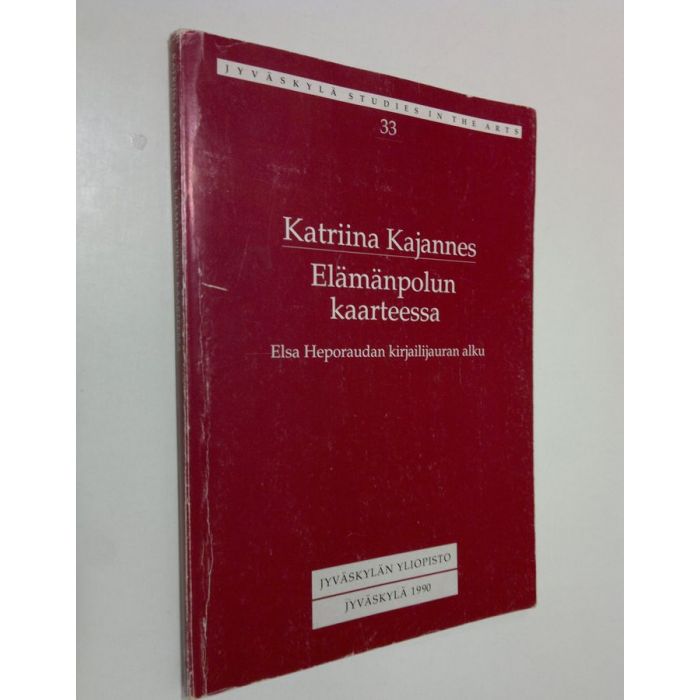 JYVÄSKYLÄ STUDIES IN THE ARTS
33
Katriina Kajannes
Elämänpolun
kaarteessa
Elsa Heporaudan kirjailijauran alku
JYVÄSKYLÄN YLIOPISTO
JYVÄSKYLÄ 1990